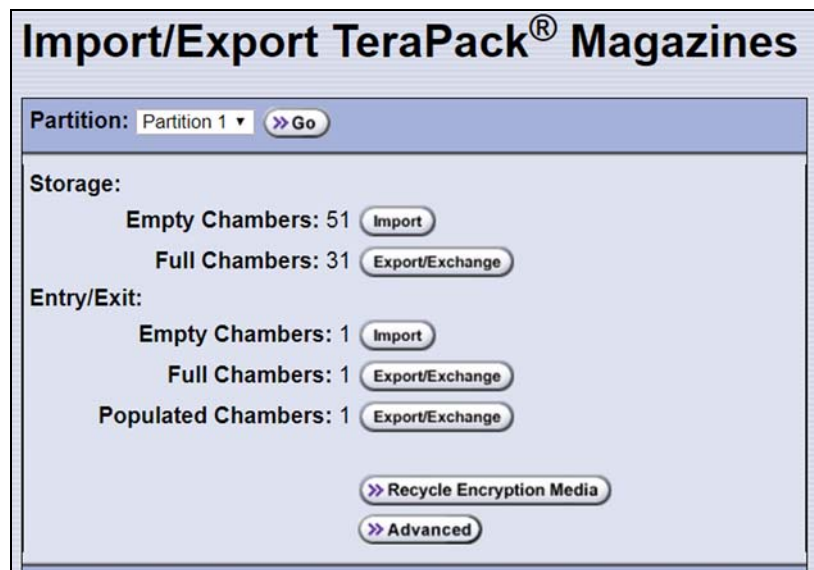 Import/Export TeraPack® Magazines
Partition: Partition 1 Go
Storage:
Empty Chambers: 51 Import
Full Chambers: 31 Export/Exchange
Entry/Exit:
Empty Chambers: 1 Import
Full Chambers: 1 Export/Exchange
Populated Chambers: 1 Export/Exchange
Recycle Encryption Media
Advanced